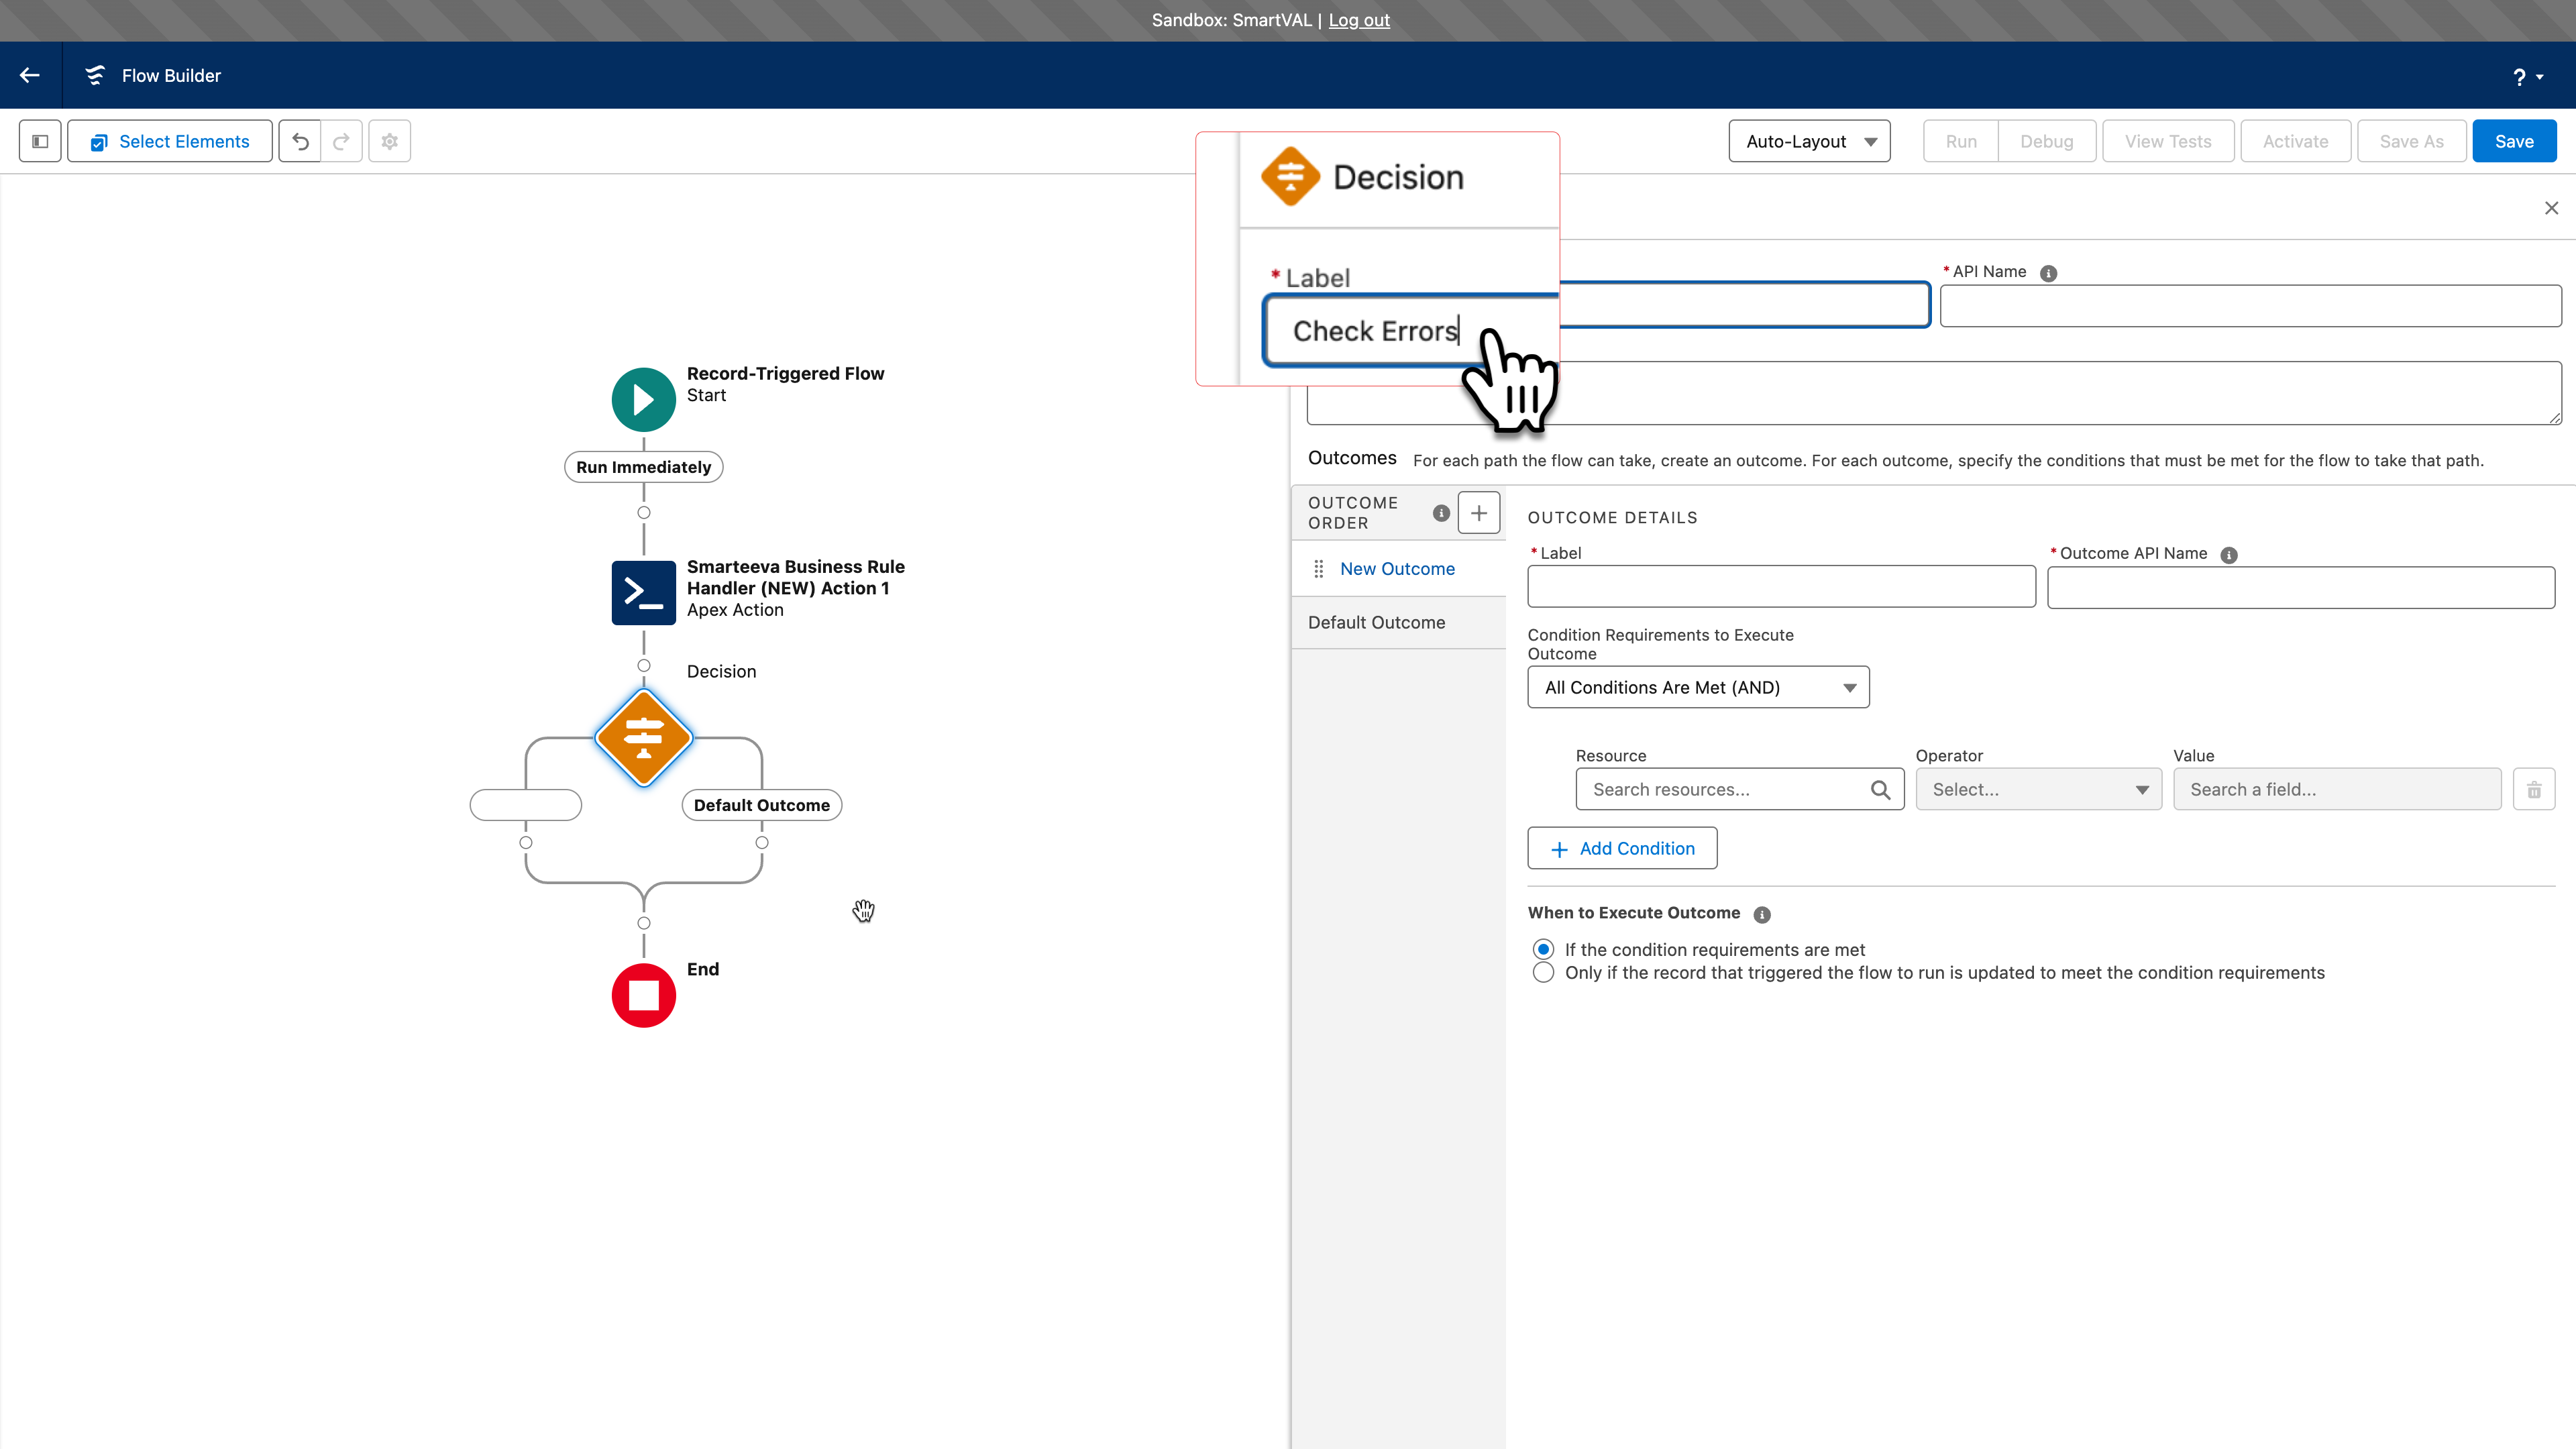 Sandbox: SmartVAL | Log out
Flow Builder
?
Select Elements
Auto-Layout
Run
Debug
View Tests
Activate
Save As
Save
Decision
* Label
Check Errors
* API Name
Record-Triggered Flow
Start
Run Immediately
Smarteeva Business Rule
Handler (NEW) Action 1
Apex Action
Decision
Default Outcome
End
Outcomes
For each path the flow can take, create an outcome. For each outcome, specify the conditions that must be met for the flow to take that path.
OUTCOME
ORDER
New Outcome
Default Outcome
OUTCOME DETAILS
* Label
* Outcome API Name
Condition Requirements to Execute
Outcome
All Conditions Are Met (AND)
Resource
Operator
Value
Search resources...
Select...
Search a field...
+ Add Condition
When to Execute Outcome
If the condition requirements are met
Only if the record that triggered the flow to run is updated to meet the condition requirements